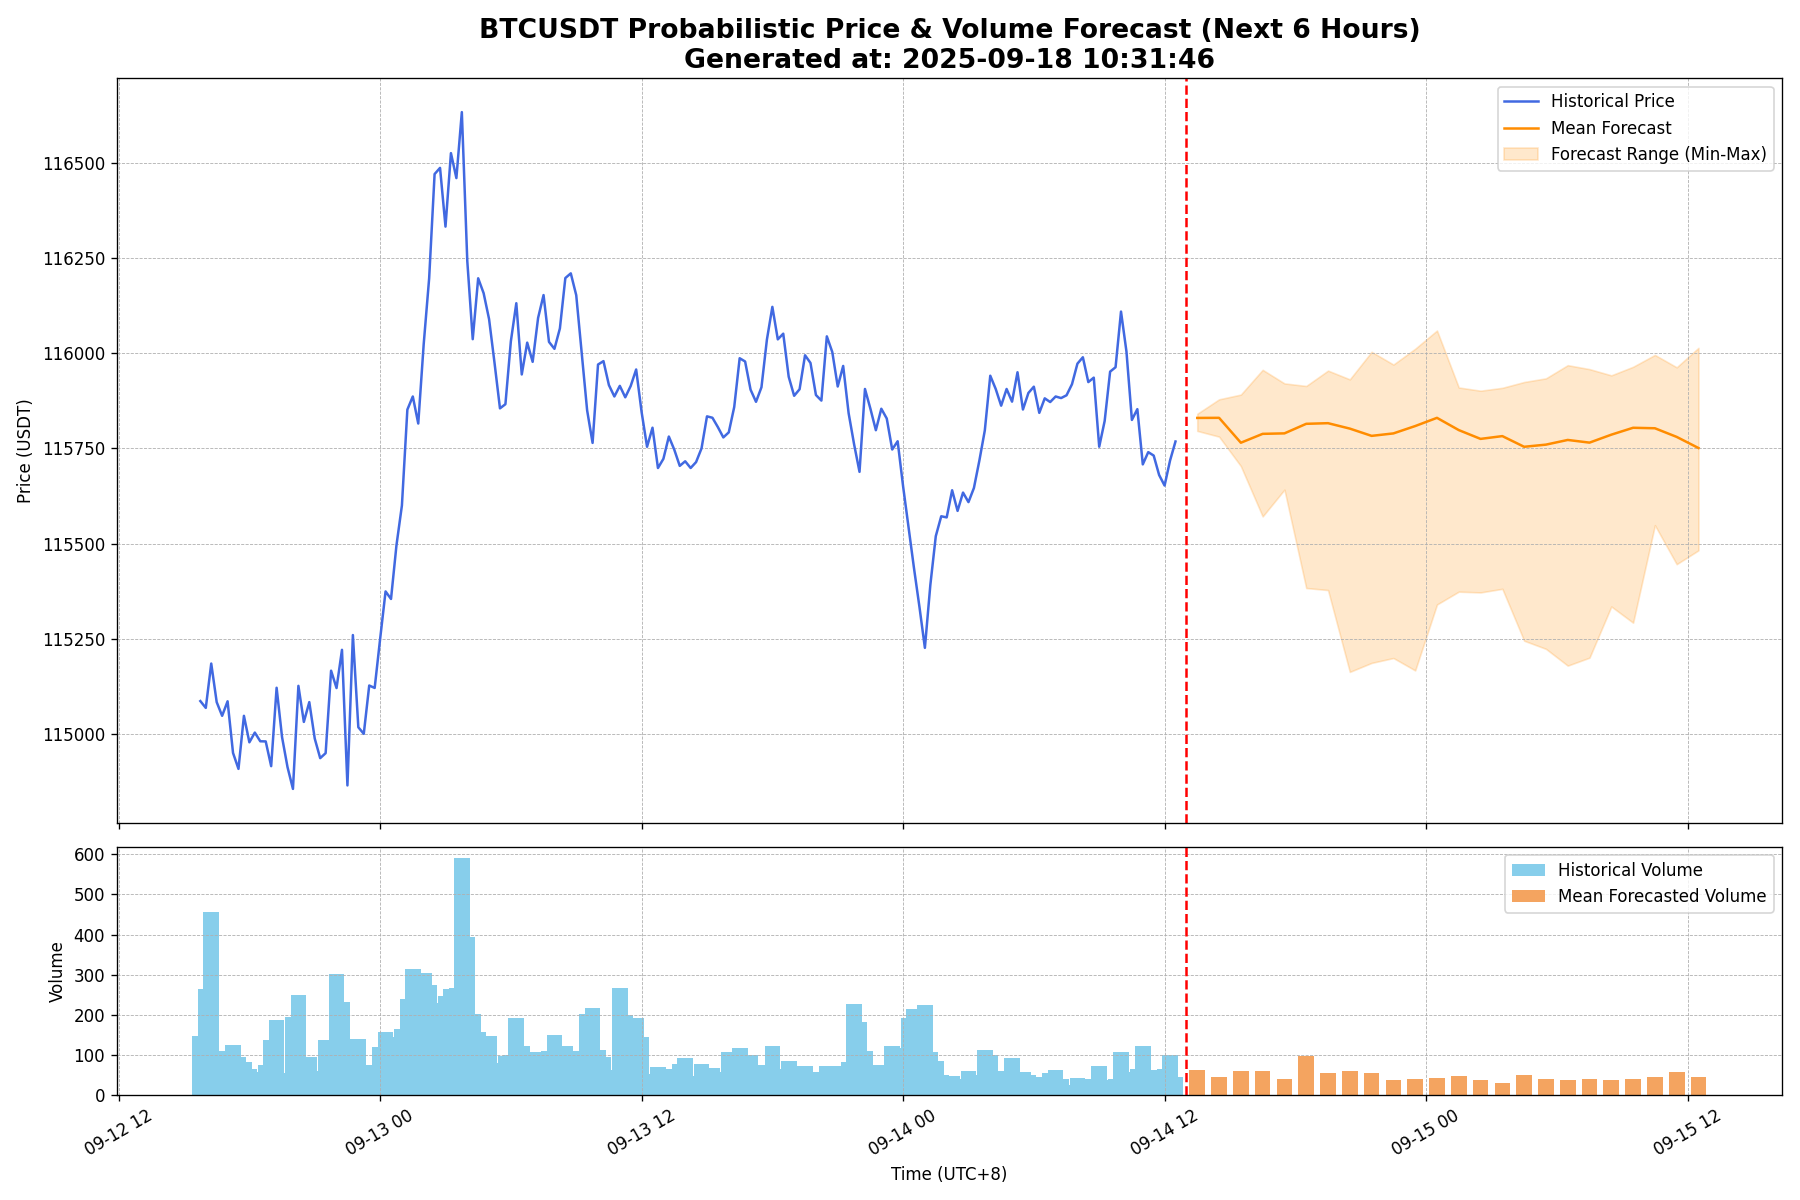 BTCUSDT Probabilistic Price & Volume Forecast (Next 6 Hours)
Generated at: 2025-09-18 10:31:46
Historical Price
Mean Forecast
Forecast Range (Min-Max)
Price (USDT)
116500
116250
116000
115750
115500
115250
115000
Historical Volume
Mean Forecasted Volume
Volume
600
500
400
300
200
100
0
09-12 12
09-13 00
09-13 12
09-14 00
09-14 12
09-15 00
09-15 12
Time (UTC+8)